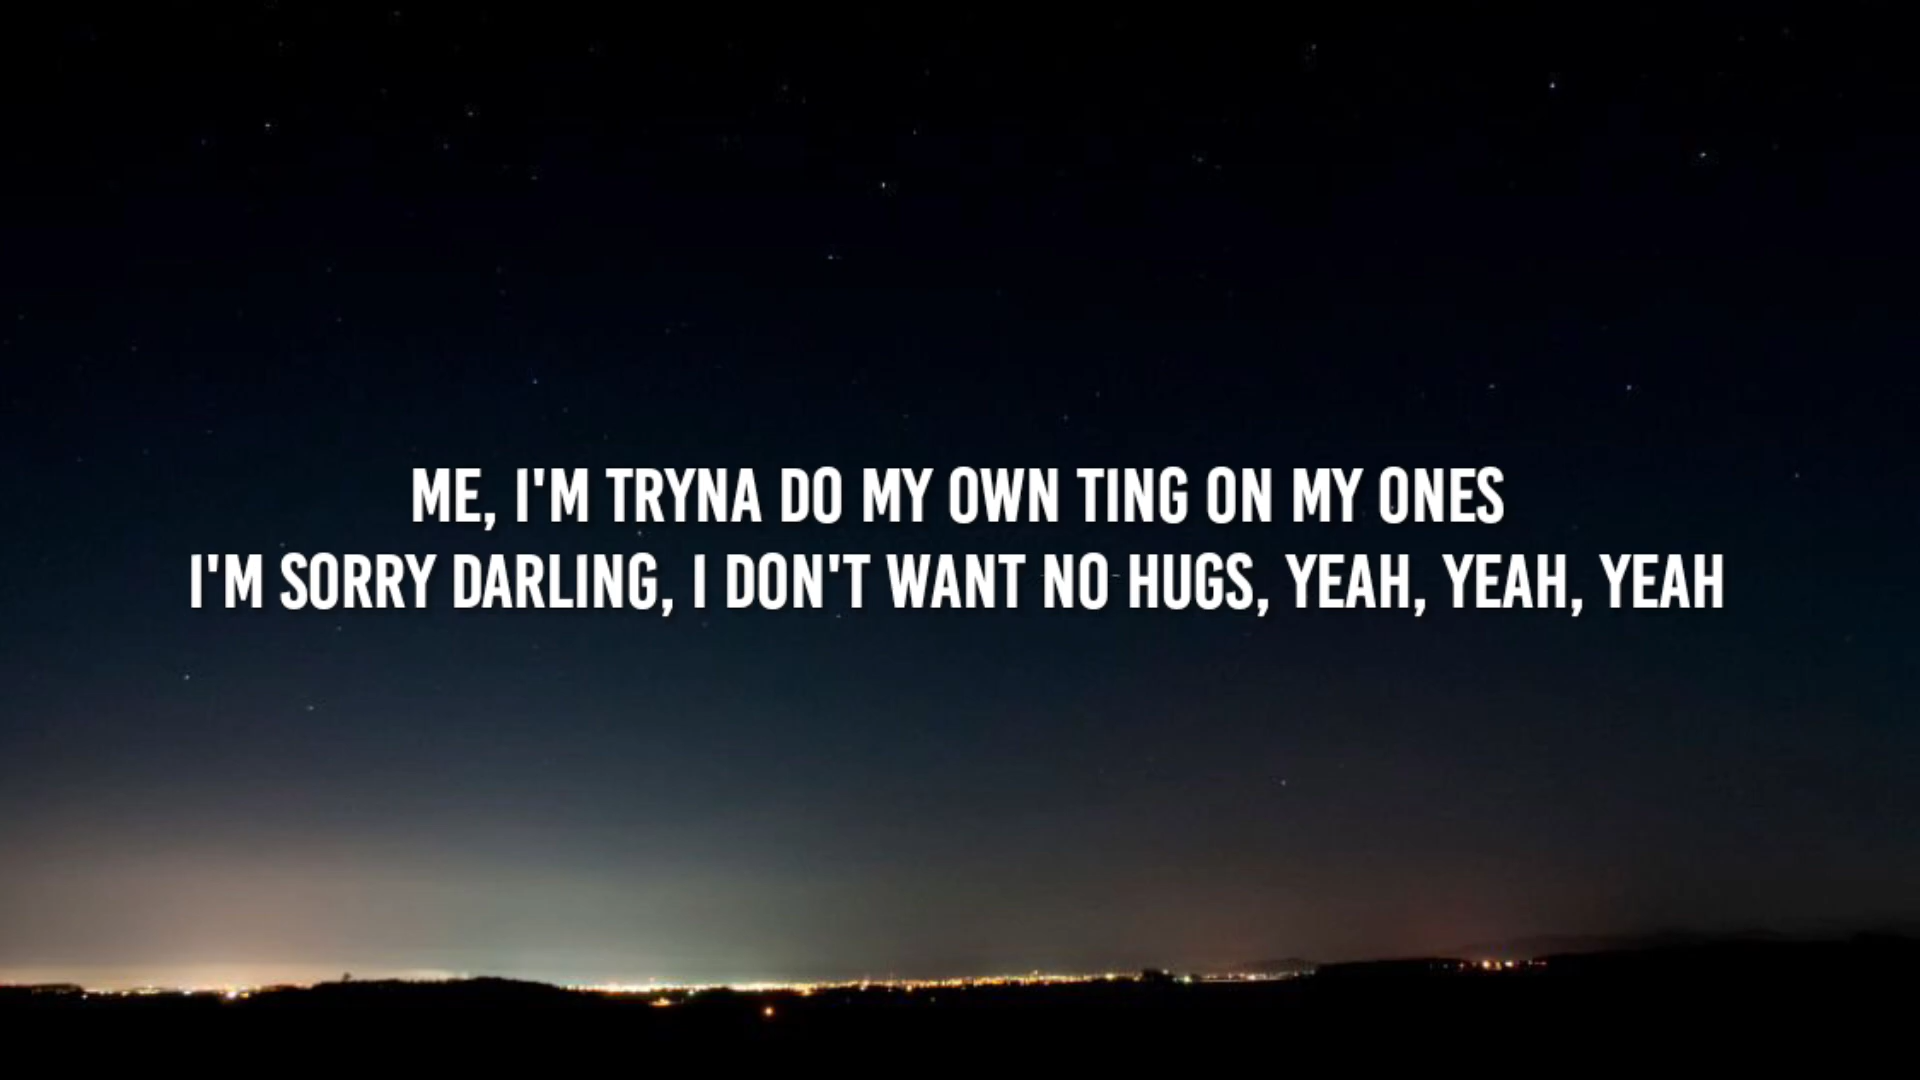 ME, I'M TRYNA DO MY OWN TING ON MY ONES
I'M SORRY DARLING, I DON'T WANT NO HUGS, YEAH, YEAH, YEAH